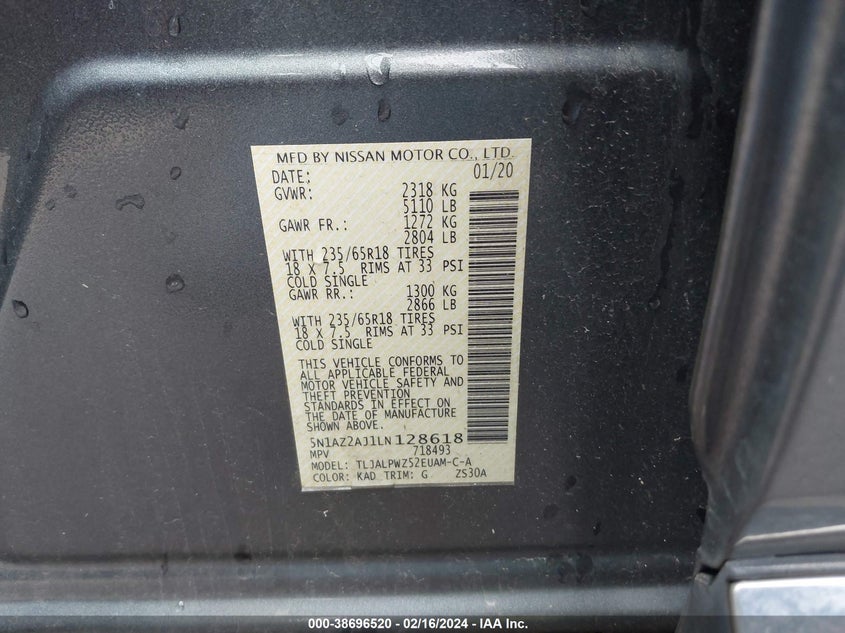 MFD BY NISSAN MOTOR CO., LTD.
DATE: 01/20
GVWR: 2318 KG
5110 LB
GAWR FR.: 1272 KG
2804 LB
WITH 235/65R18 TIRES
18 X 7.5 RIMS AT 33 PSI
COLD SINGLE
GAWR RR.: 1300 KG
2866 LB
WITH 235/65R18 TIRES
18 X 7.5 RIMS AT 33 PSI
COLD SINGLE
THIS VEHICLE CONFORMS TO
ALL APPLICABLE FEDERAL
MOTOR VEHICLE SAFETY AND
THEFT PREVENTION
STANDARDS IN EFFECT ON
THE DATE OF MANUFACTURE
SHOWN ABOVE.
5N1AZ2AJ1LN128618
MPV 718493
MODEL: TLJALPWZ52EUAM-C-A
COLOR: KAD TRIM: G ZS30A
000-38696520 / 02/16/2024 / © IAA, Inc.